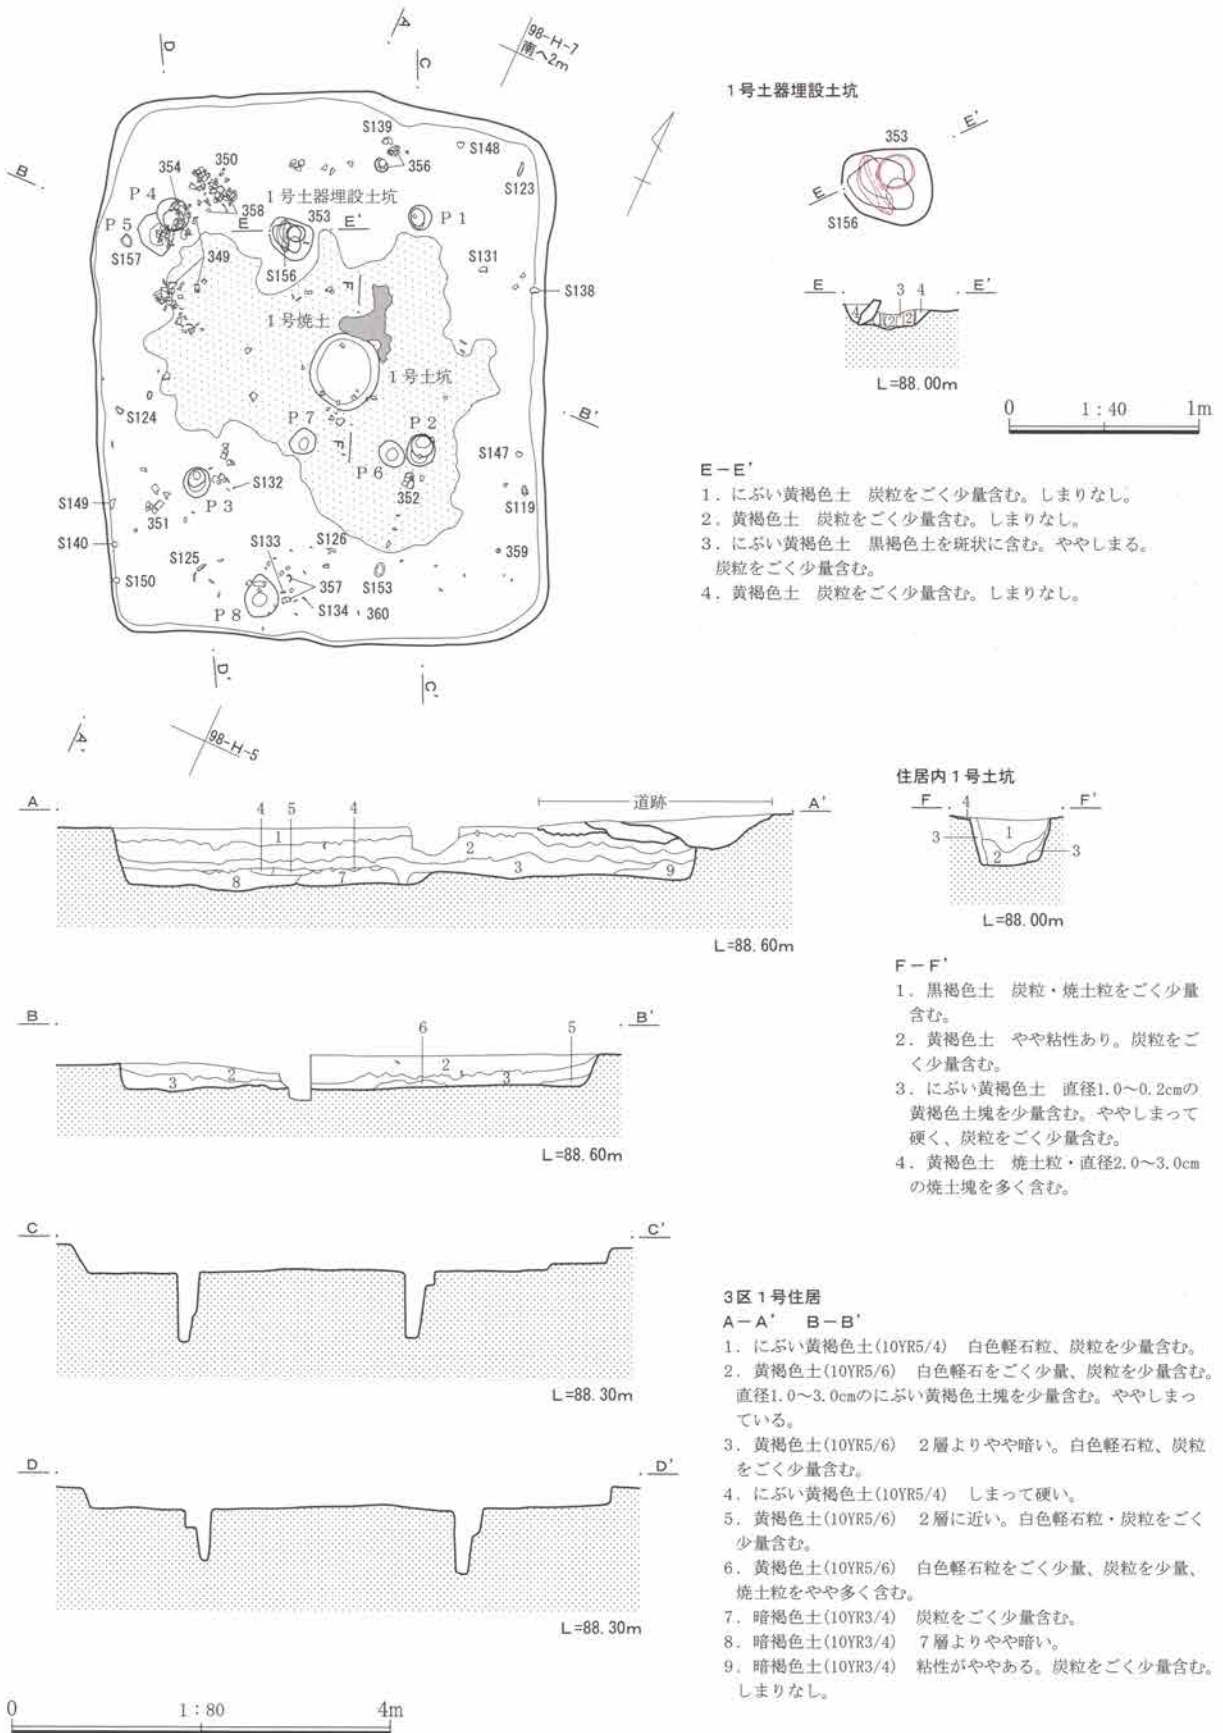 A
98-H-7
南へ2m
D
C
B
S139
S148
356
S123
354
350
P4
1号土器埋設土坑
358
E
353
E'
P1
P5
S157
S156
S131
349
F
S138
1号焼土
1号土坑
S124
B'
P7
F'
P2
S147
P6
S132
352
S149
P3
S119
351
S140
S133
S126
359
S125
S150
357
S153
P8
S134
360
D'
C'
A'
98-H-5
1号土器埋設土坑
353
E'
E
S156
E
3 4
E'
4
2
2
L=88.00m
0
1:40
1m
E-E'
1．にぶい黄褐色土 炭粒をごく少量含む。しまりなし。
2．黄褐色土 炭粒をごく少量含む。しまりなし。
3．にぶい黄褐色土 黒褐色土を斑状に含む。ややしまる。
炭粒をごく少量含む。
4．黄褐色土 炭粒をごく少量含む。しまりなし。
A
4 5 4
道跡
A'
1
2
3
8
7
9
L=88.60m
B
6
5
B'
2
2
3
3
L=88.60m
C
C'
L=88.30m
D
D'
L=88.30m
0
1:80
4m
住居内1号土坑
F
4
F'
1
3
3
2
L=88.00m
F-F'
1．黒褐色土 炭粒・焼土粒をごく少量
含む。
2．黄褐色土 やや粘性あり。炭粒をご
く少量含む。
3．にぶい黄褐色土 直径1.0〜0.2cmの
黄褐色土塊を少量含む。ややしまって
硬く、炭粒をごく少量含む。
4．黄褐色土 焼土粒・直径2.0〜3.0cm
の焼土塊を多く含む。
3区1号住居
A-A' B-B'
1．にぶい黄褐色土(10YR5/4) 白色軽石粒、炭粒を少量含む。
2．黄褐色土(10YR5/6) 白色軽石をごく少量、炭粒を少量含む。
直径1.0〜3.0cmのにぶい黄褐色土塊を少量含む。ややしまっ
ている。
3．黄褐色土(10YR5/6) 2層よりやや暗い。白色軽石粒、炭粒
をごく少量含む。
4．にぶい黄褐色土(10YR5/4) しまって硬い。
5．黄褐色土(10YR5/6) 2層に近い。白色軽石粒・炭粒をごく
少量含む。
6．黄褐色土(10YR5/6) 白色軽石粒をごく少量、炭粒を少量、
焼土粒をやや多く含む。
7．暗褐色土(10YR3/4) 炭粒をごく少量含む。
8．暗褐色土(10YR3/4) 7層よりやや暗い。
9．暗褐色土(10YR3/4) 粘性がややある。炭粒をごく少量含む。
しまりなし。